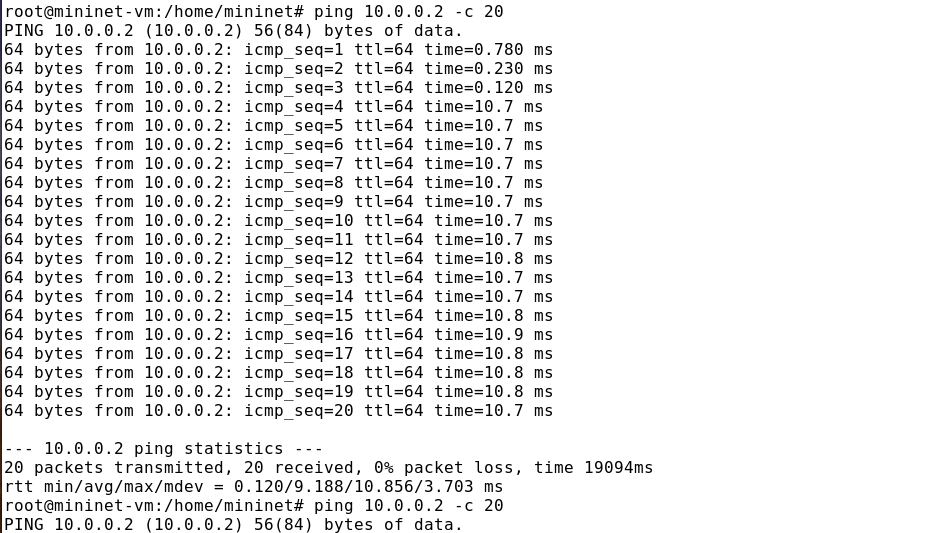 root@mininet-vm:/home/mininet# ping 10.0.0.2 -c 20
PING 10.0.0.2 (10.0.0.2) 56(84) bytes of data.
64 bytes from 10.0.0.2: icmp_seq=1 ttl=64 time=0.780 ms
64 bytes from 10.0.0.2: icmp_seq=2 ttl=64 time=0.230 ms
64 bytes from 10.0.0.2: icmp_seq=3 ttl=64 time=0.120 ms
64 bytes from 10.0.0.2: icmp_seq=4 ttl=64 time=10.7 ms
64 bytes from 10.0.0.2: icmp_seq=5 ttl=64 time=10.7 ms
64 bytes from 10.0.0.2: icmp_seq=6 ttl=64 time=10.7 ms
64 bytes from 10.0.0.2: icmp_seq=7 ttl=64 time=10.7 ms
64 bytes from 10.0.0.2: icmp_seq=8 ttl=64 time=10.7 ms
64 bytes from 10.0.0.2: icmp_seq=9 ttl=64 time=10.7 ms
64 bytes from 10.0.0.2: icmp_seq=10 ttl=64 time=10.7 ms
64 bytes from 10.0.0.2: icmp_seq=11 ttl=64 time=10.7 ms
64 bytes from 10.0.0.2: icmp_seq=12 ttl=64 time=10.8 ms
64 bytes from 10.0.0.2: icmp_seq=13 ttl=64 time=10.7 ms
64 bytes from 10.0.0.2: icmp_seq=14 ttl=64 time=10.7 ms
64 bytes from 10.0.0.2: icmp_seq=15 ttl=64 time=10.8 ms
64 bytes from 10.0.0.2: icmp_seq=16 ttl=64 time=10.9 ms
64 bytes from 10.0.0.2: icmp_seq=17 ttl=64 time=10.8 ms
64 bytes from 10.0.0.2: icmp_seq=18 ttl=64 time=10.8 ms
64 bytes from 10.0.0.2: icmp_seq=19 ttl=64 time=10.8 ms
64 bytes from 10.0.0.2: icmp_seq=20 ttl=64 time=10.7 ms

--- 10.0.0.2 ping statistics ---
20 packets transmitted, 20 received, 0% packet loss, time 19094ms
rtt min/avg/max/mdev = 0.120/9.188/10.856/3.703 ms
root@mininet-vm:/home/mininet# ping 10.0.0.2 -c 20
PING 10.0.0.2 (10.0.0.2) 56(84) bytes of data.